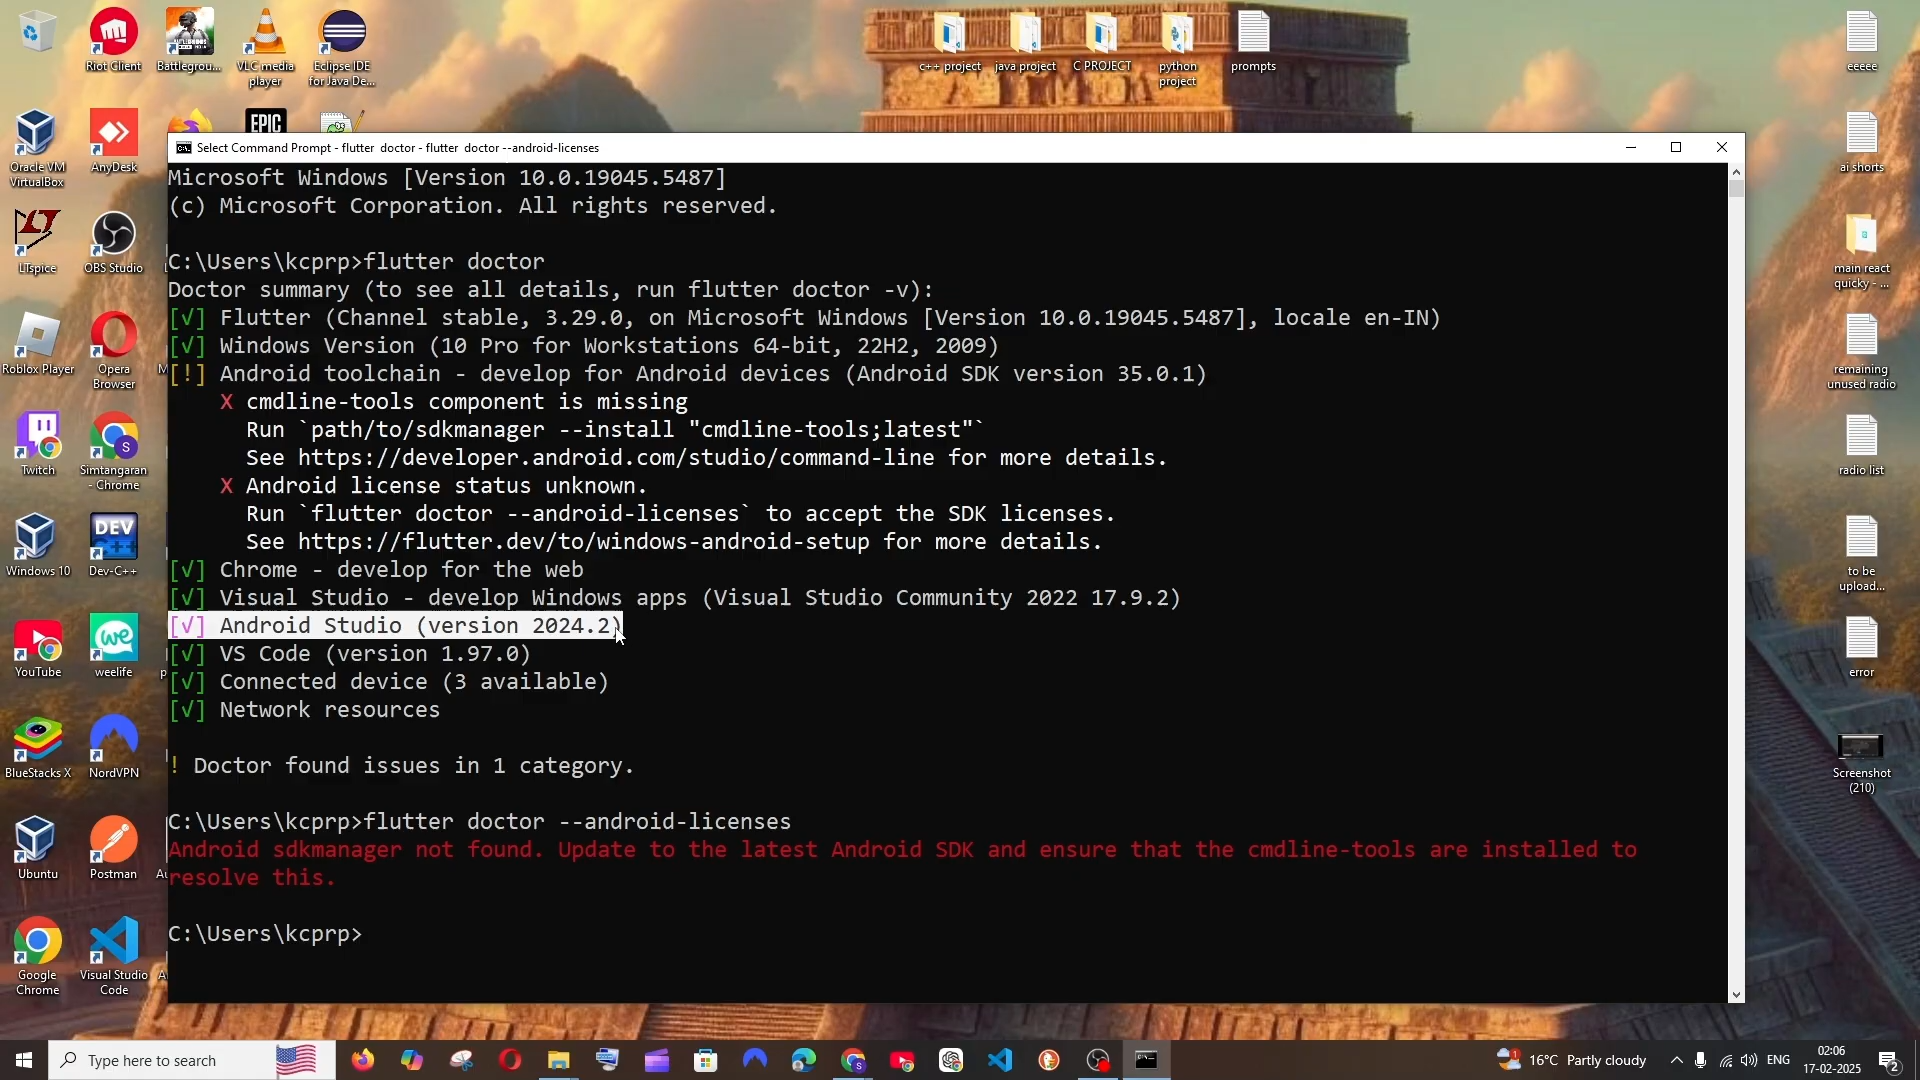 Riot Client
Battlegrou...
VLC media
player
Eclipse IDE
for Java De...
c++ project
java project
C PROJECT
python
project
prompts
eeeee
Oracle VM
VirtualBox
AnyDesk
EPIC
ai shorts
Select Command Prompt - flutter  doctor - flutter  doctor --android-licenses
Microsoft Windows [Version 10.0.19045.5487]
(c) Microsoft Corporation. All rights reserved.
LTspice
OBS Studio
main react
quicky - ...
C:\Users\kcprp>flutter doctor
Doctor summary (to see all details, run flutter doctor -v):
[√] Flutter (Channel stable, 3.29.0, on Microsoft Windows [Version 10.0.19045.5487], locale en-IN)
[√] Windows Version (10 Pro for Workstations 64-bit, 22H2, 2009)
[!] Android toolchain - develop for Android devices (Android SDK version 35.0.1)
X cmdline-tools component is missing
Run `path/to/sdkmanager --install "cmdline-tools;latest"`
See https://developer.android.com/studio/command-line for more details.
X Android license status unknown.
Run `flutter doctor --android-licenses` to accept the SDK licenses.
See https://flutter.dev/to/windows-android-setup for more details.
[√] Chrome - develop for the web
[√] Visual Studio - develop Windows apps (Visual Studio Community 2022 17.9.2)
[√] Android Studio (version 2024.2)
[√] VS Code (version 1.97.0)
[√] Connected device (3 available)
[√] Network resources
! Doctor found issues in 1 category.
C:\Users\kcprp>flutter doctor --android-licenses
Android sdkmanager not found. Update to the latest Android SDK and ensure that the cmdline-tools are installed to
resolve this.
C:\Users\kcprp>
Roblox Player
Opera
Browser
M
remaining
unused radio
Twitch
Simtangaran
- Chrome
radio list
Windows 10
DEV
Dev-C++
to be
upload...
YouTube
we
weelife
p
error
BlueStacks X
NordVPN
Screenshot
(210)
Ubuntu
Postman
Au
Google
Chrome
Visual Studio
Code
A
Type here to search
16°C Partly cloudy
ENG
02:06
17-02-2025
2